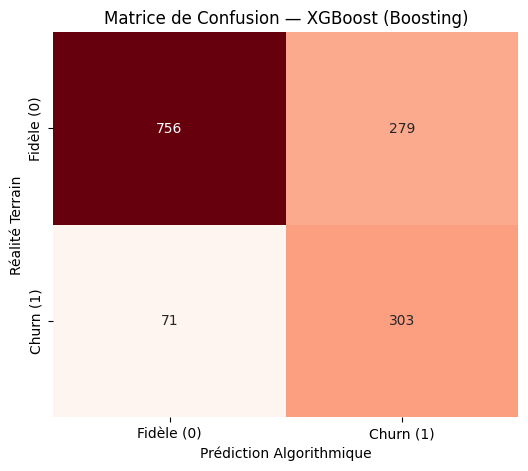 Matrice de Confusion — XGBoost (Boosting)
Réalité Terrain
Fidèle (0)
756
279
Churn (1)
71
303
Fidèle (0)
Churn (1)
Prédiction Algorithmique